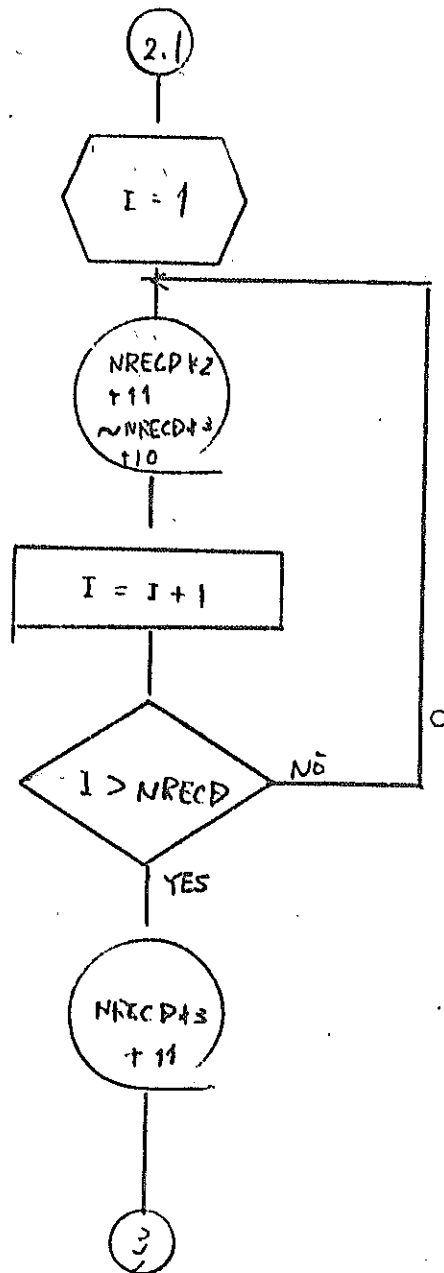 2.1
I = 1
NRECD*2
+11
~NRECD*3
+10
I = I + 1
I > NRECD
NO
YES
NRECD*3
+ 11
3